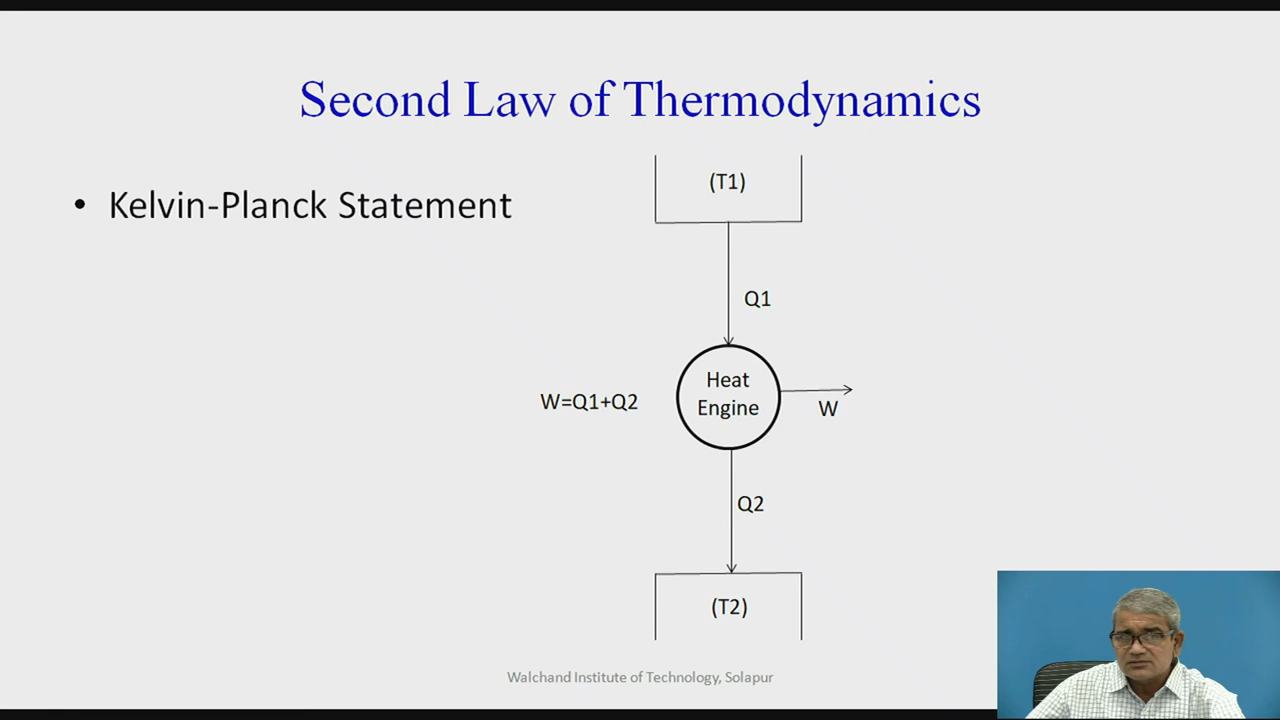 Second Law of Thermodynamics
• Kelvin-Planck Statement
(T1)
Q1
Heat
Engine
W=Q1+Q2
W
Q2
(T2)
Walchand Institute of Technology, Solapur